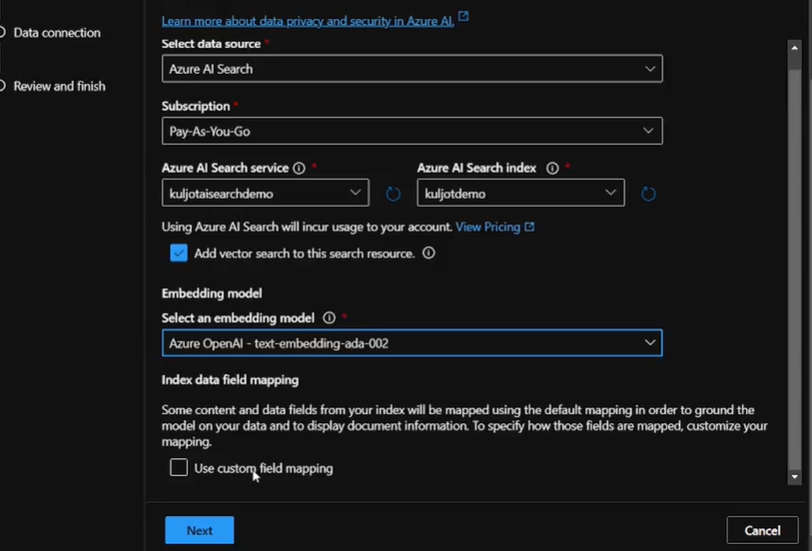 Learn more about data privacy and security in Azure AI.
Data connection
Select data source *
Azure AI Search
Review and finish
Subscription *
Pay-As-You-Go
Azure AI Search service *
Azure AI Search index *
kuljotaisearchdemo
kuljotdemo
Using Azure AI Search will incur usage to your account. View Pricing
Add vector search to this search resource.
Embedding model
Select an embedding model *
Azure OpenAI - text-embedding-ada-002
Index data field mapping
Some content and data fields from your index will be mapped using the default mapping in order to ground the
model on your data and to display document information. To specify how those fields are mapped, customize your
mapping.
Use custom field mapping
Next
Cancel